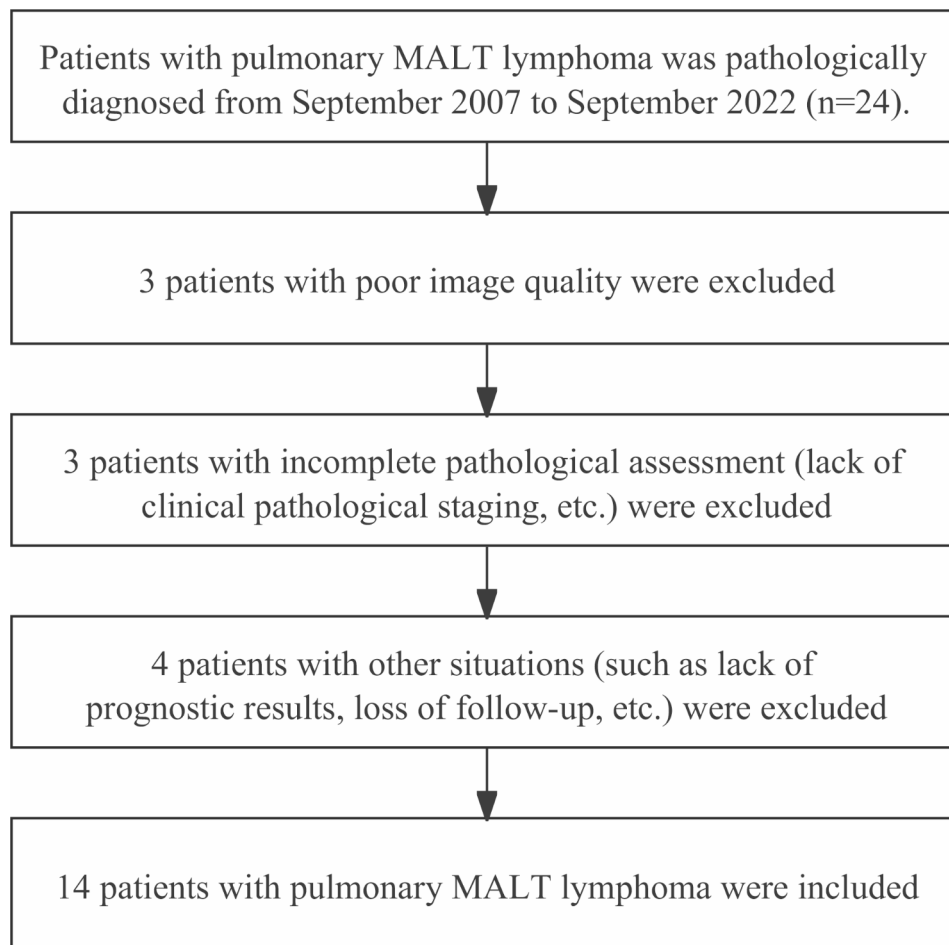 Patients with pulmonary MALT lymphoma was pathologically
diagnosed from September 2007 to September 2022 (n=24).
3 patients with poor image quality were excluded
3 patients with incomplete pathological assessment (lack of
clinical pathological staging, etc.) were excluded
4 patients with other situations (such as lack of
prognostic results, loss of follow-up, etc.) were excluded
14 patients with pulmonary MALT lymphoma were included